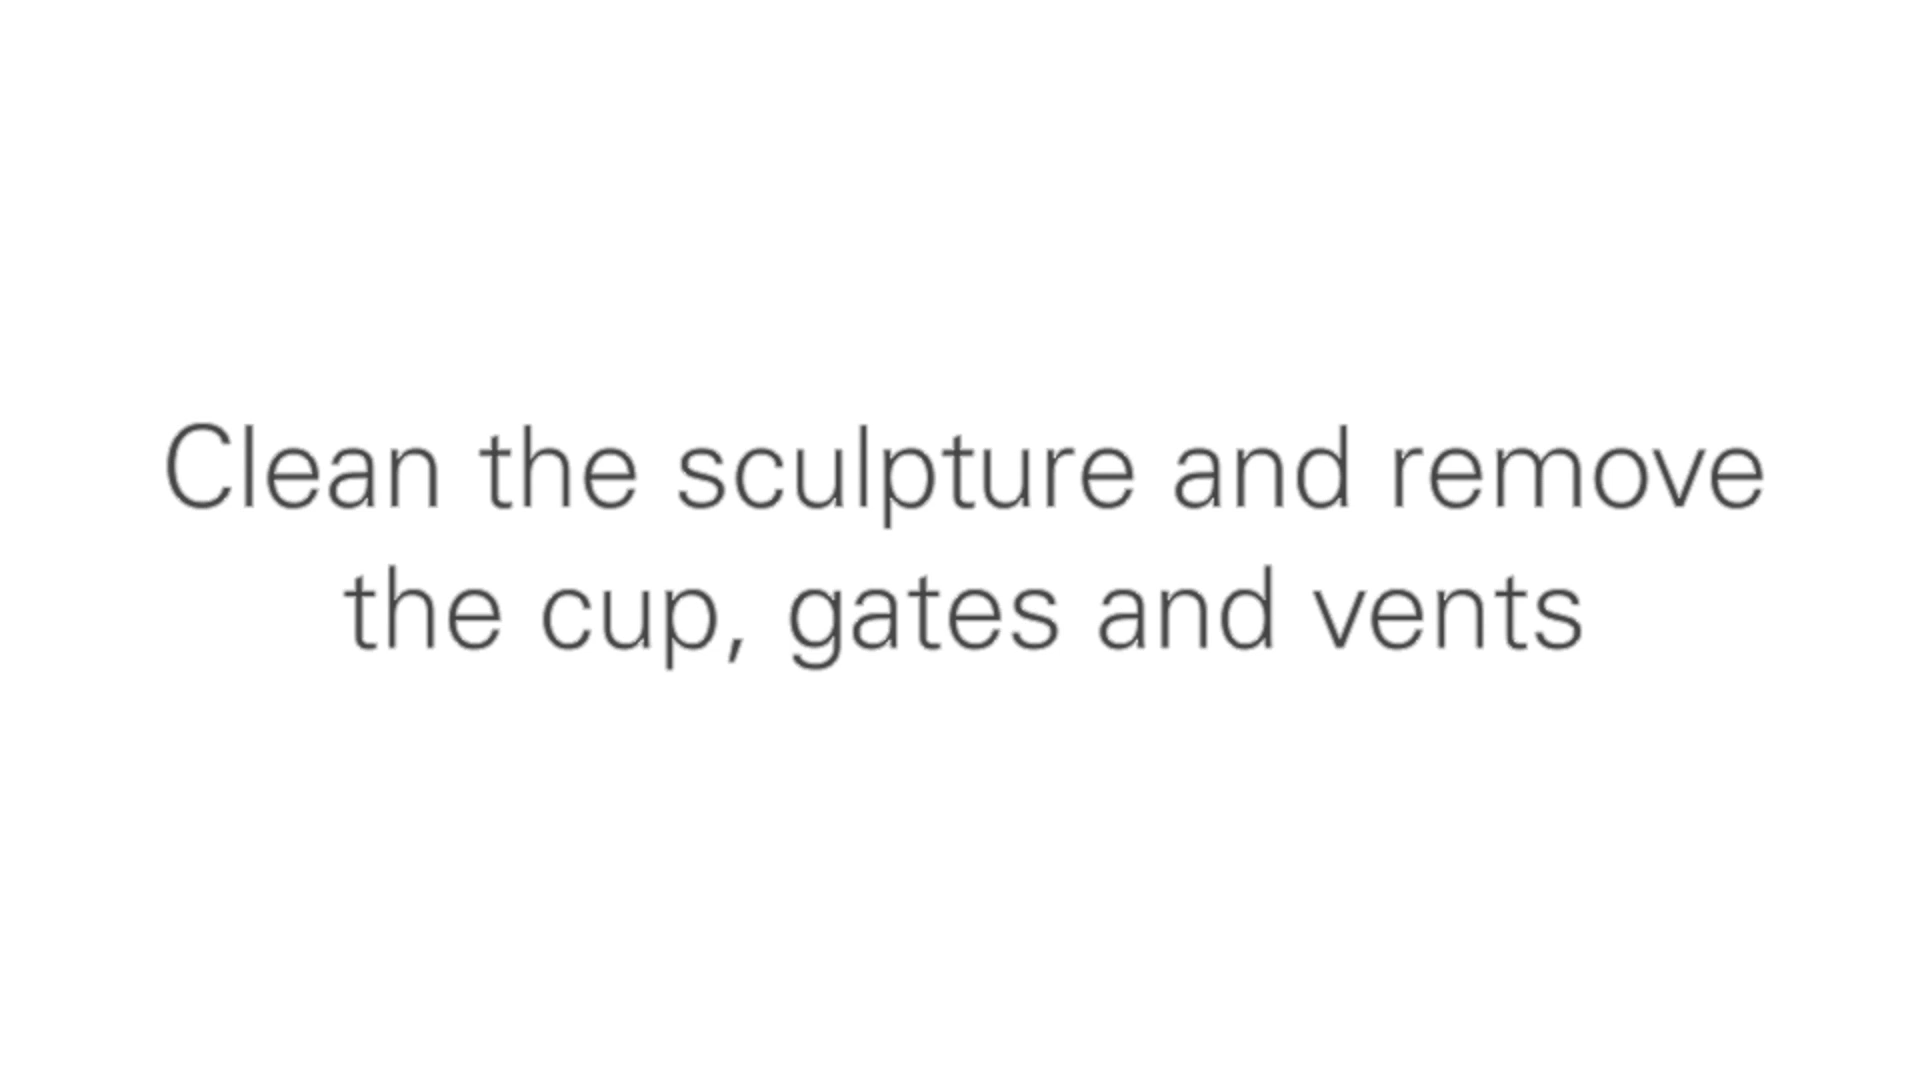 Clean the sculpture and remove
the cup, gates and vents